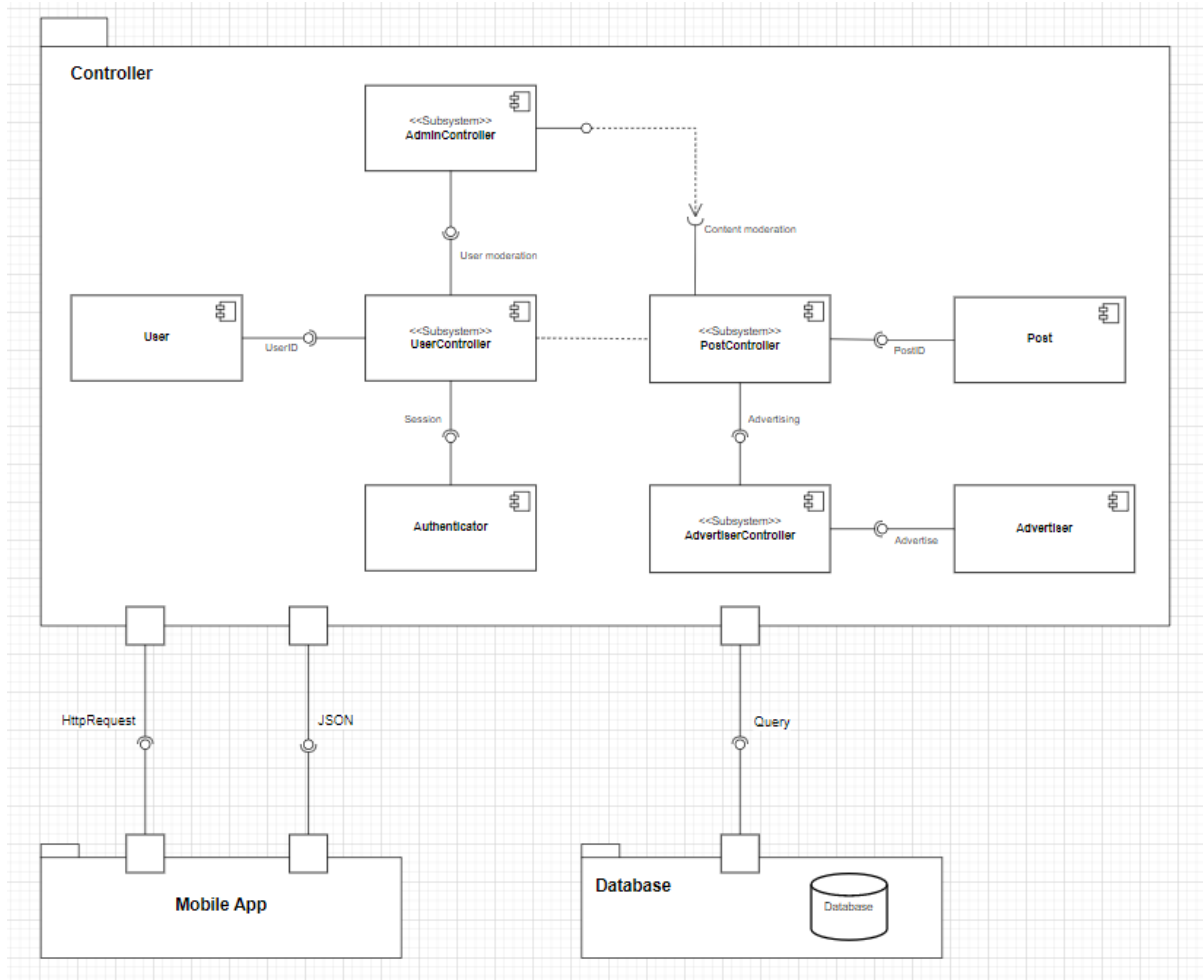 Controller
<<Subsystem>>
AdminController
Content moderation
User moderation
User
UserID
<<Subsystem>>
UserController
<<Subsystem>>
PostController
PostID
Post
Session
Advertising
Authenticator
<<Subsystem>>
AdvertiserController
Advertise
Advertiser
HttpRequest
JSON
Query
Mobile App
Database
Database